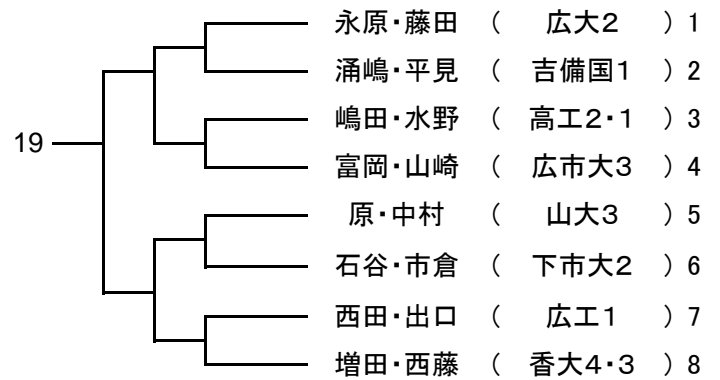 永原・藤田 ( 広大2 ) 1
涌嶋・平見 ( 吉備国1 ) 2
嶋田・水野 ( 高工2・1 ) 3
19
富岡・山崎 ( 広市大3 ) 4
原・中村 ( 山大3 ) 5
石谷・市倉 ( 下市大2 ) 6
西田・出口 ( 広工1 ) 7
増田・西藤 ( 香大4・3 ) 8